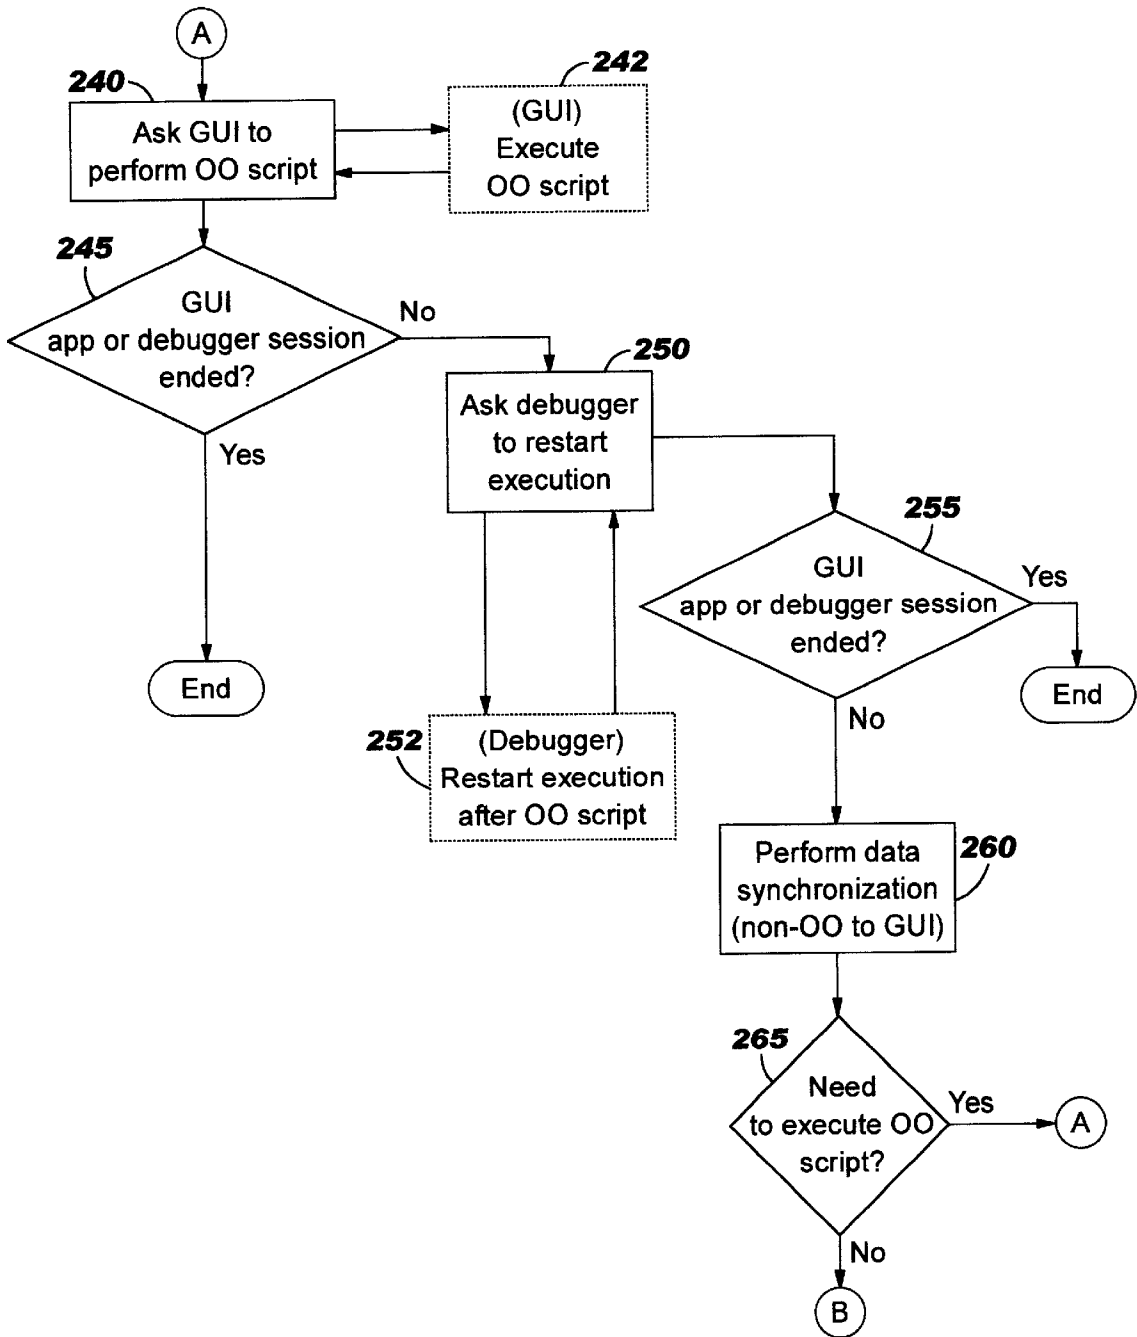 A
240
Ask GUI to
perform OO script
242
(GUI)
Execute
OO script
245
GUI
app or debugger session
ended?
No
Yes
End
250
Ask debugger
to restart
execution
252
(Debugger)
Restart execution
after OO script
255
GUI
app or debugger session
ended?
Yes
End
No
260
Perform data
synchronization
(non-OO to GUI)
265
Need
to execute OO
script?
Yes
A
No
B